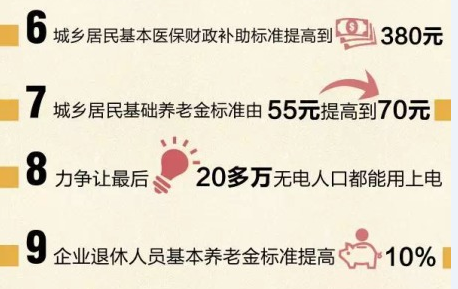 6 城乡居民基本医保财政补助标准提高到 380元
7 城乡居民基础养老金标准由 55元提高到70元
8 力争让最后 20多万无电人口都能用上电
9 企业退休人员基本养老金标准提高 10%